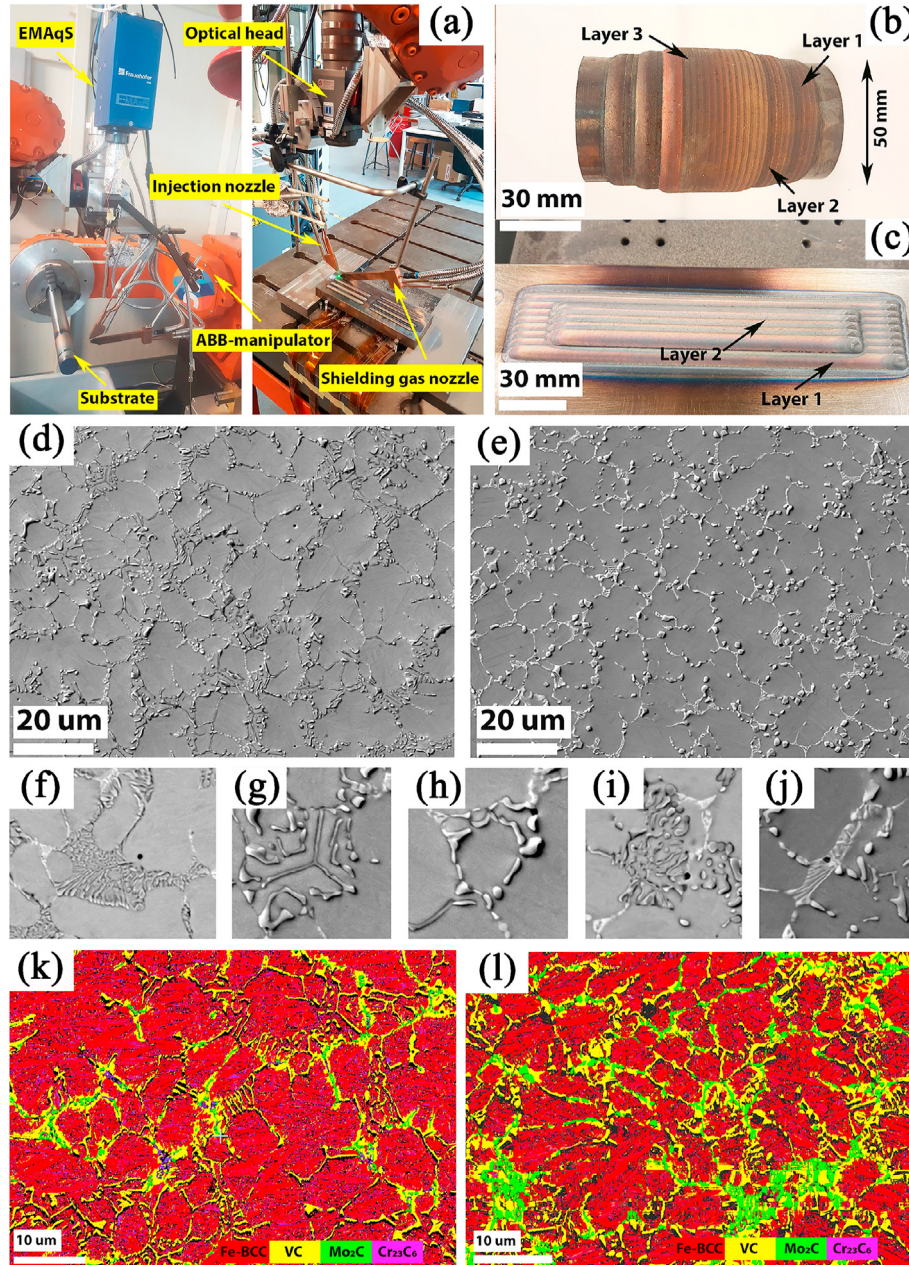 (a)
EMAqS
Optical head
Injection nozzle
ABB-manipulator
Shielding gas nozzle
Substrate
Fraunhofer
(b)
Layer 3
Layer 1
50 mm
30 mm
Layer 2
(c)
Layer 2
30 mm
Layer 1
(d)
20 um
(e)
20 um
(f)
(g)
(h)
(i)
(j)
(k)
10 um
Fe-BCC VC Mo₂C Cr₂₃C₆
(l)
10 um
Fe-BCC VC Mo₂C Cr₂₃C₆